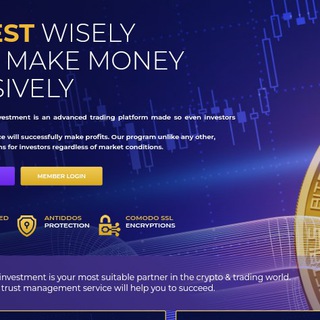 EST WISELY
MAKE MONEY
SIVELY
vestment is an advanced trading platform made so even investors
ce will successfully make profits. Our program unlike any other,
ns for investors regardless of market conditions.
MEMBER LOGIN
ED
ANTIDDOS
PROTECTION
COMODO SSL
ENCRYPTIONS
investment is your most suitable partner in the crypto & trading world.
trust management service will help you to succeed.